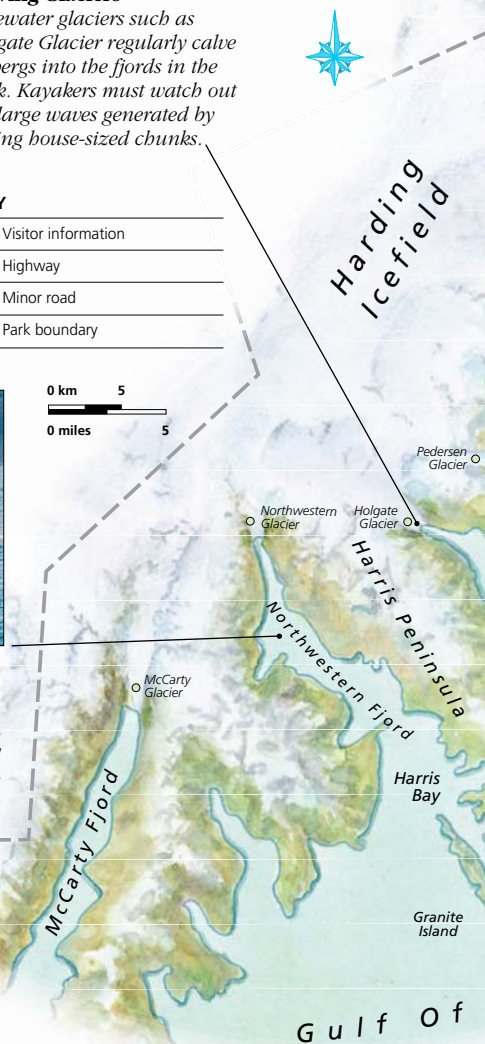 ewater glaciers such as
gate Glacier regularly calve
bergs into the fjords in the
k. Kayakers must watch out
large waves generated by
ing house-sized chunks.
Y
Visitor information
Highway
Minor road
Park boundary
0 km 5
0 miles 5
Harding
Icefield
Pedersen
Glacier
Northwestern
Glacier
Holgate
Glacier
Harris Peninsula
Northwestern Fjord
McCarty
Glacier
McCarty Fjord
Harris
Bay
Granite
Island
Gulf Of